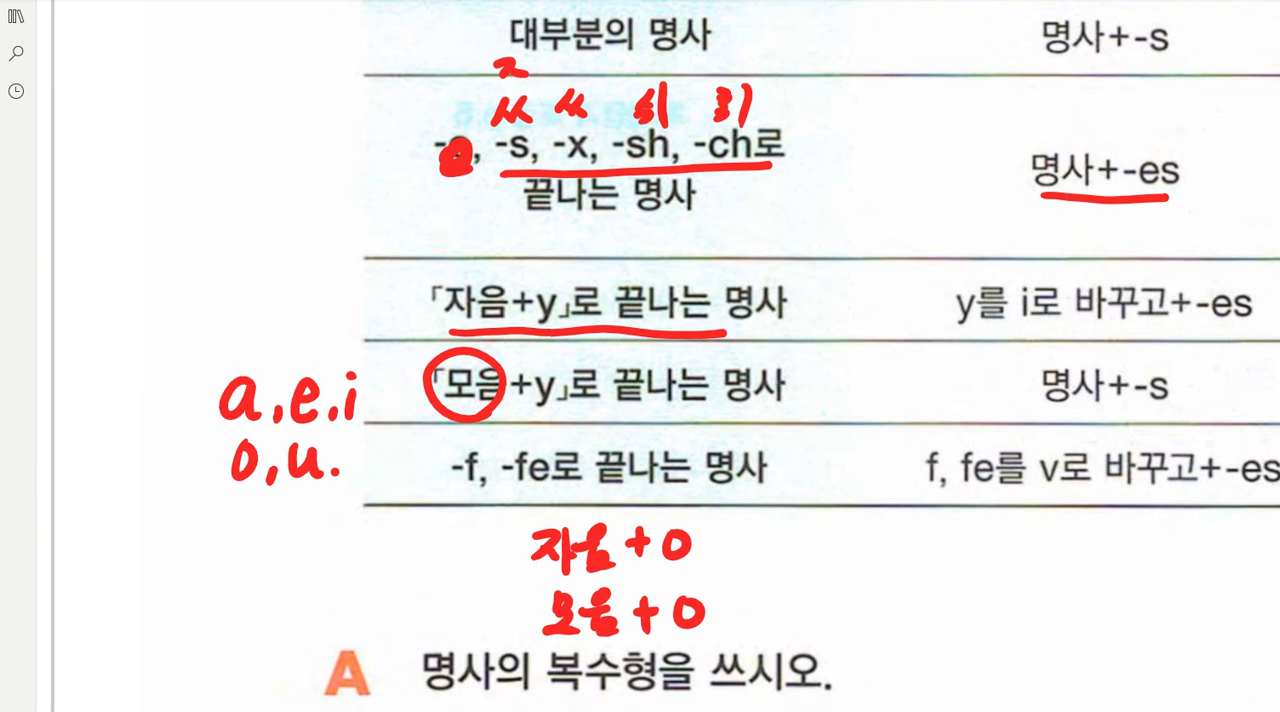 대부분의 명사 명사+-s
ㅈ
ㅆ ㅆ 쉬 취
-s, -x, -sh, -ch로
끝나는 명사 명사+-es
「자음+y」로 끝나는 명사 y를 i로 바꾸고+-es
a, e, i
「모음+y」로 끝나는 명사 명사+-s
o, u.
-f, -fe로 끝나는 명사 f, fe를 v로 바꾸고+-es
자음+o
모음+o
A 명사의 복수형을 쓰시오.